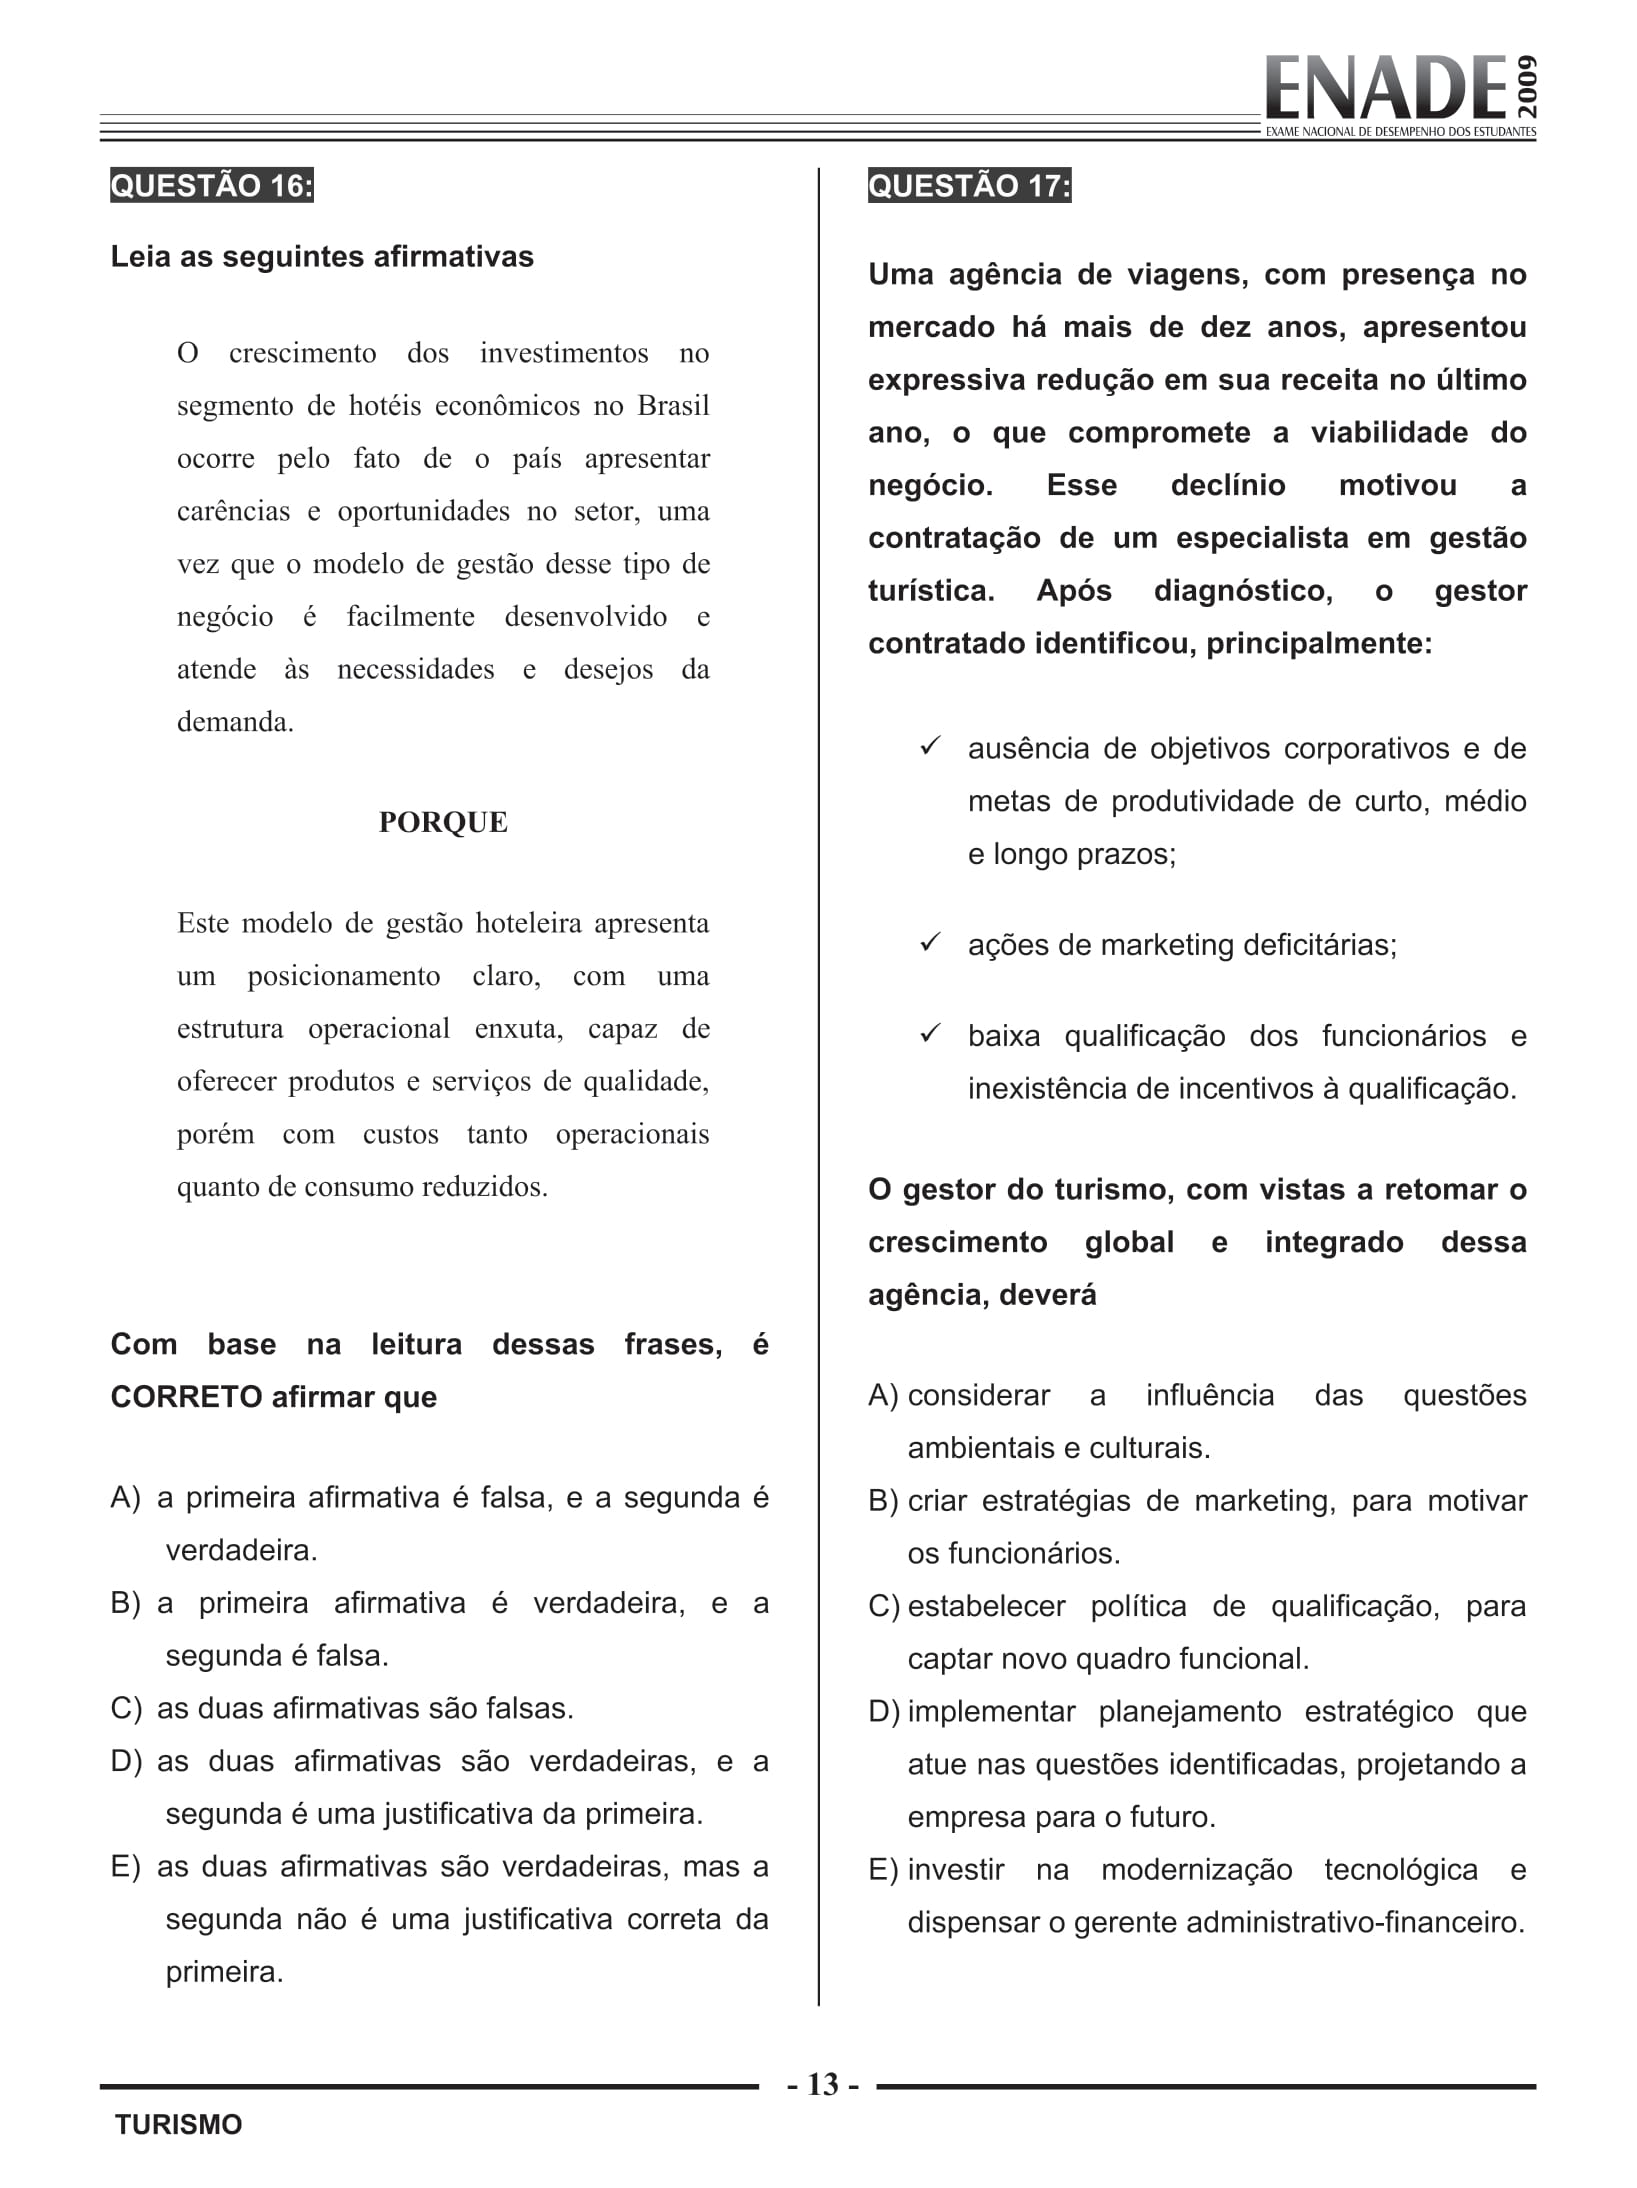 ENADE 2009
EXAME NACIONAL DE DESEMPENHO DOS ESTUDANTES
QUESTÃO 16:
Leia as seguintes afirmativas
O crescimento dos investimentos no
segmento de hotéis econômicos no Brasil
ocorre pelo fato de o país apresentar
carências e oportunidades no setor, uma
vez que o modelo de gestão desse tipo de
negócio é facilmente desenvolvido e
atende às necessidades e desejos da
demanda.
PORQUE
Este modelo de gestão hoteleira apresenta
um posicionamento claro, com uma
estrutura operacional enxuta, capaz de
oferecer produtos e serviços de qualidade,
porém com custos tanto operacionais
quanto de consumo reduzidos.
Com base na leitura dessas frases, é
CORRETO afirmar que
A) a primeira afirmativa é falsa, e a segunda é
verdadeira.
B) a primeira afirmativa é verdadeira, e a
segunda é falsa.
C) as duas afirmativas são falsas.
D) as duas afirmativas são verdadeiras, e a
segunda é uma justificativa da primeira.
E) as duas afirmativas são verdadeiras, mas a
segunda não é uma justificativa correta da
primeira.
QUESTÃO 17:
Uma agência de viagens, com presença no
mercado há mais de dez anos, apresentou
expressiva redução em sua receita no último
ano, o que compromete a viabilidade do
negócio. Esse declínio motivou a
contratação de um especialista em gestão
turística. Após diagnóstico, o gestor
contratado identificou, principalmente:
✓ ausência de objetivos corporativos e de
metas de produtividade de curto, médio
e longo prazos;
✓ ações de marketing deficitárias;
✓ baixa qualificação dos funcionários e
inexistência de incentivos à qualificação.
O gestor do turismo, com vistas a retomar o
crescimento global e integrado dessa
agência, deverá
A) considerar a influência das questões
ambientais e culturais.
B) criar estratégias de marketing, para motivar
os funcionários.
C) estabelecer política de qualificação, para
captar novo quadro funcional.
D) implementar planejamento estratégico que
atue nas questões identificadas, projetando a
empresa para o futuro.
E) investir na modernização tecnológica e
dispensar o gerente administrativo-financeiro.
- 13 -
TURISMO